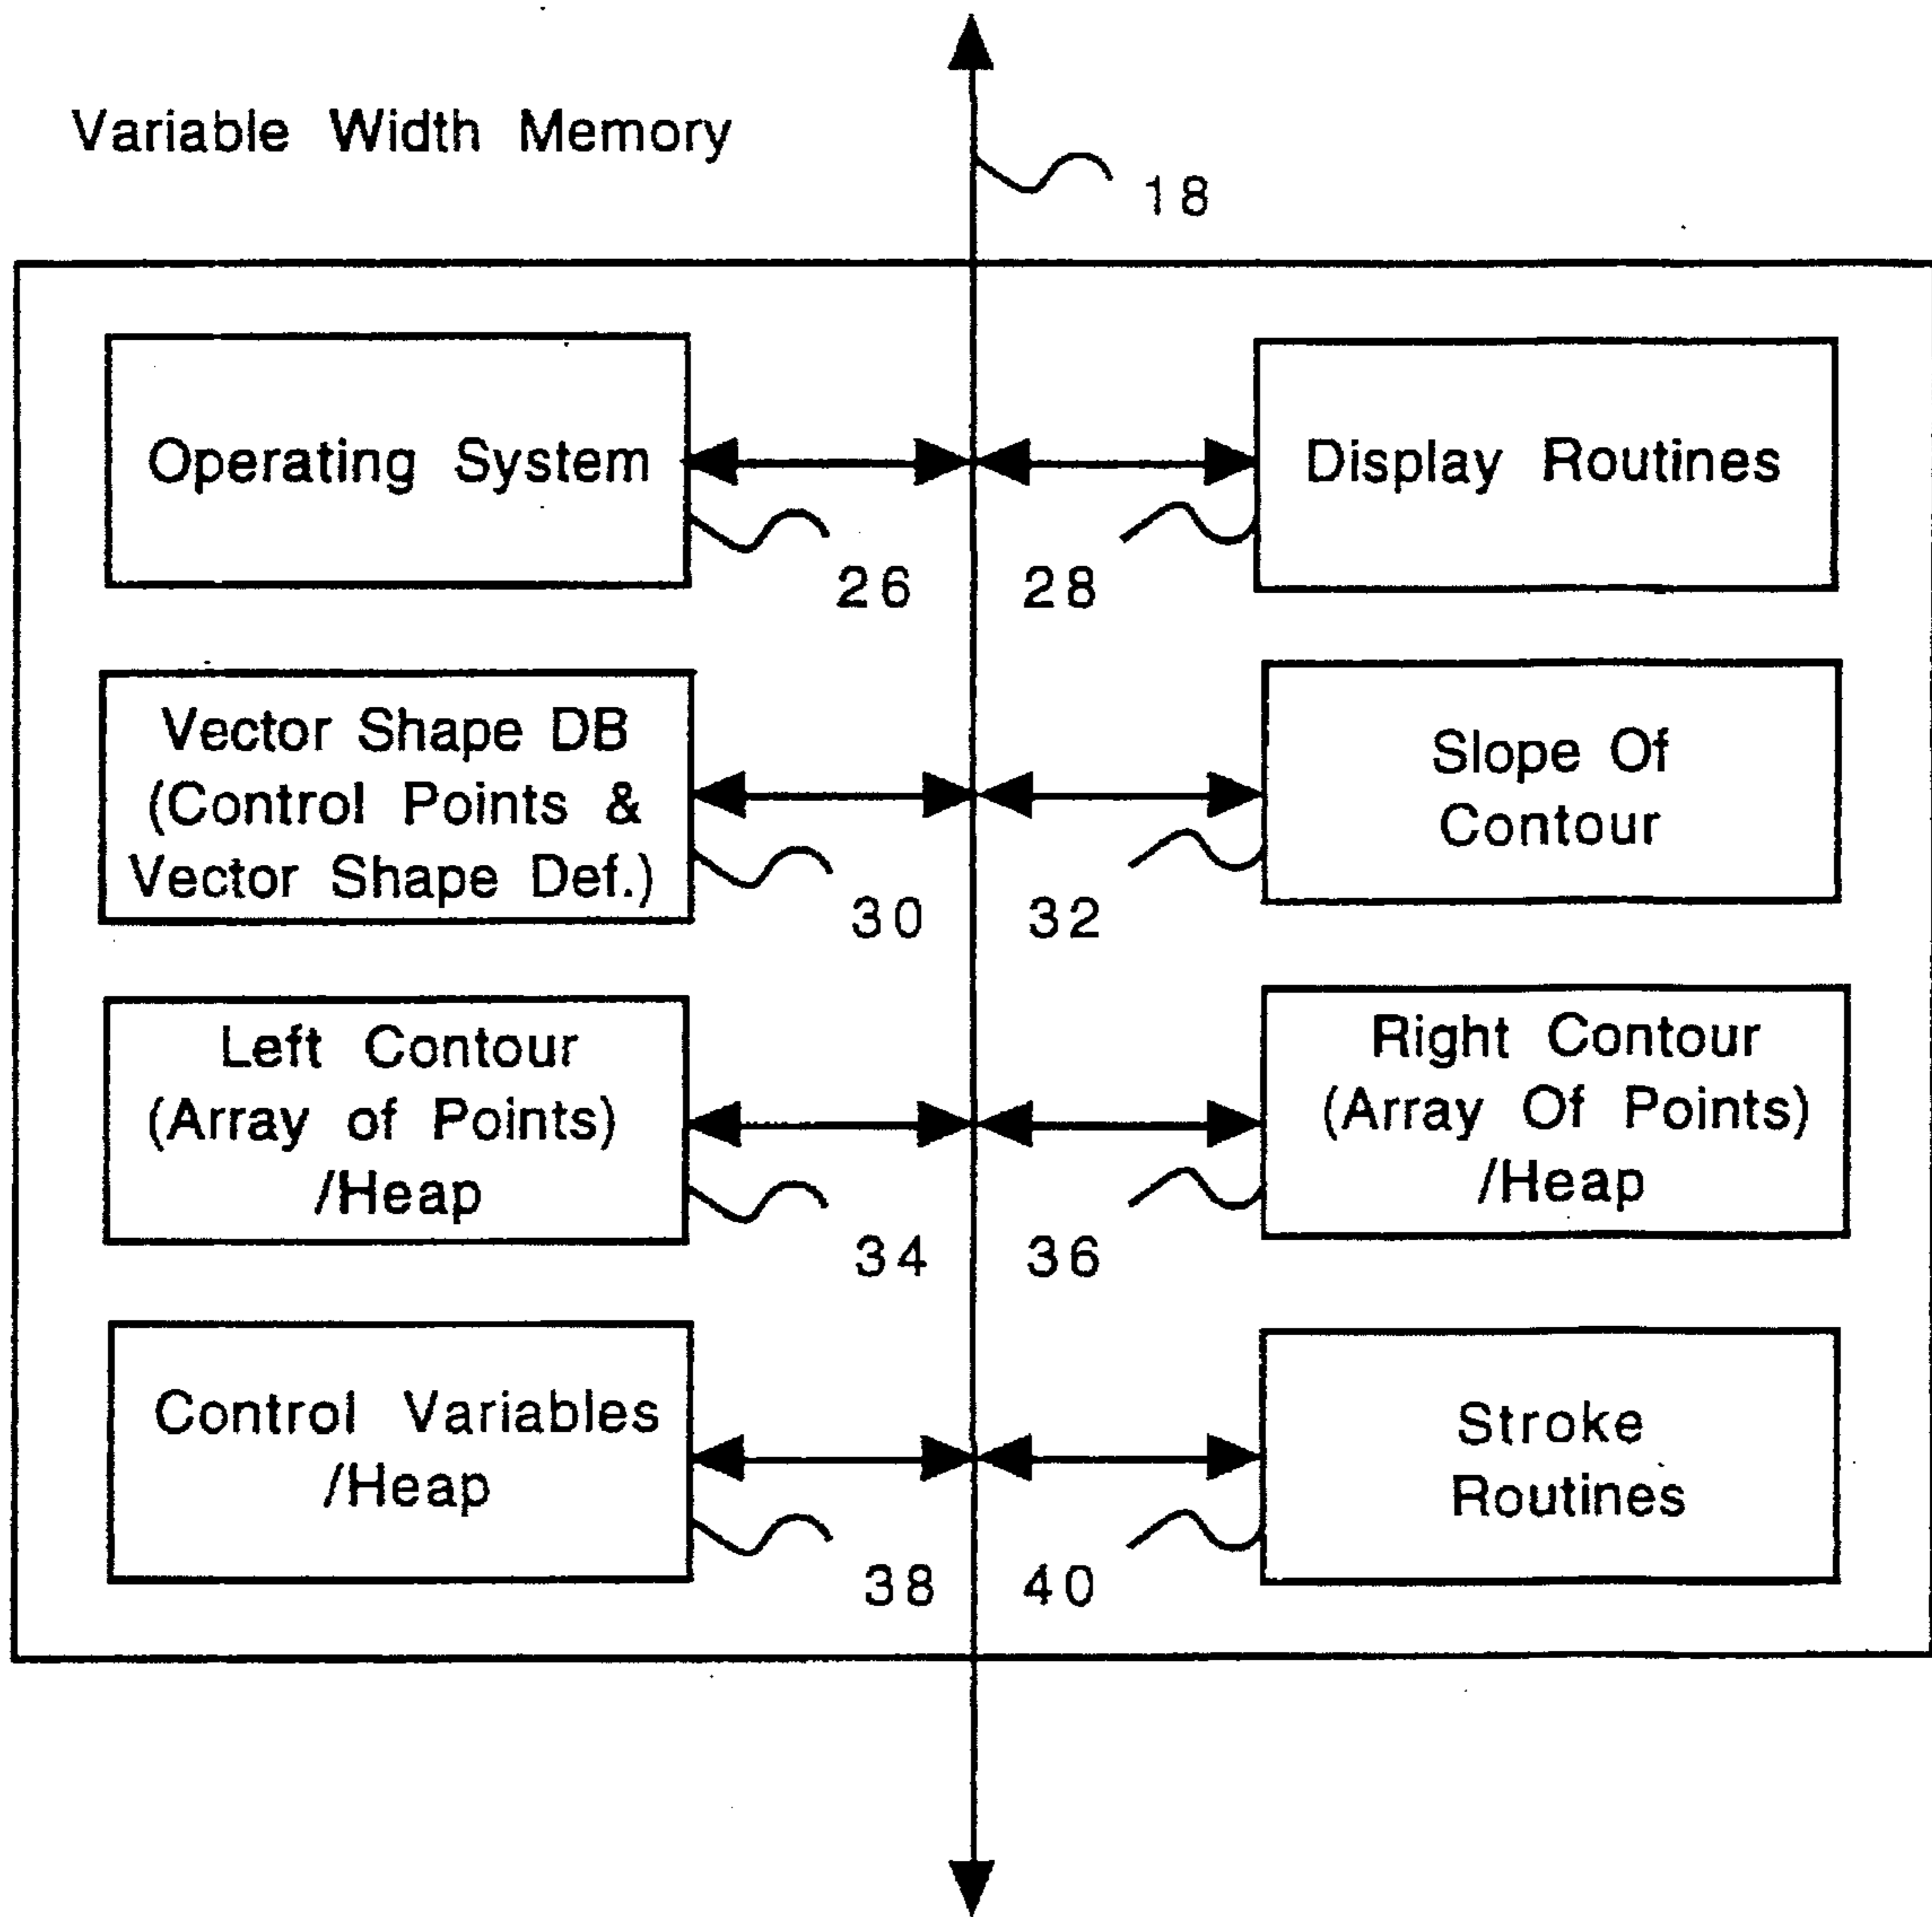 Variable Width Memory
18
Operating System
26
Display Routines
28
Vector Shape DB
(Control Points &
Vector Shape Def.)
30
Slope Of
Contour
32
Left Contour
(Array of Points)
/Heap
34
Right Contour
(Array Of Points)
/Heap
36
Control Variables
/Heap
38
Stroke
Routines
40